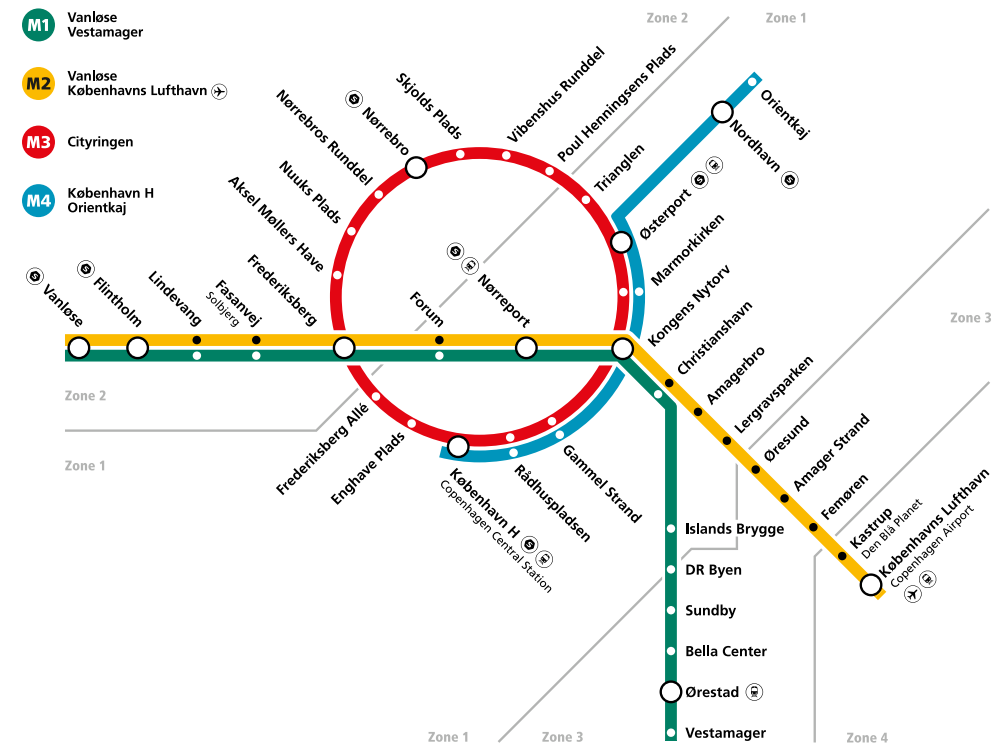 M1
Vanløse
Vestamager
M2
Vanløse
Københavns Lufthavn
M3
Cityringen
M4
København H
Orientkaj
Zone 2
Zone 1
Vanløse
Flintholm
Lindevang
Fasanvej
Solbjerg
Frederiksberg
Aksel Møllers Have
Nuuks Plads
Nørrebros Runddel
Nørrebro
Skjolds Plads
Vibenshus Runddel
Poul Henningsens Plads
Trianglen
Østerport
Nordhavn
Orientkaj
Marmorkirken
Forum
Nørreport
Kongens Nytorv
Christianshavn
Amagerbro
Lergravsparken
Øresund
Amager Strand
Femøren
Kastrup
Den Blå Planet
Københavns Lufthavn
Copenhagen Airport
Zone 3
Zone 2
Zone 1
Frederiksberg Allé
Enghave Plads
København H
Copenhagen Central Station
Rådhuspladsen
Gammel Strand
Islands Brygge
DR Byen
Sundby
Bella Center
Ørestad
Vestamager
Zone 1
Zone 3
Zone 4